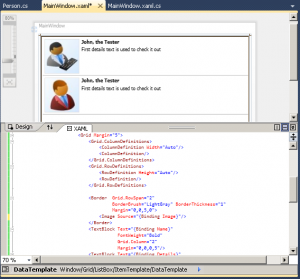 Person.cs
MainWindow.xaml*
MainWindow.xaml.cs
80%
MainWindow
John, the Tester
First details text is used to check it out
John, the Tester
First details text is used to check it out
Design
XAML
<Grid Margin="5">
<Grid.ColumnDefinitions>
<ColumnDefinition Width="Auto"/>
<ColumnDefinition/>
</Grid.ColumnDefinitions>
<Grid.RowDefinitions>
<RowDefinition Height="Auto"/>
<RowDefinition/>
</Grid.RowDefinitions>
<Border Grid.RowSpan="2"
BorderBrush="LightGray" BorderThickness="1"
Margin="0,0,5,0">
<Image Source="{Binding Image}"/>
</Border>
<TextBlock Text="{Binding Name}"
FontWeight="Bold"
Grid.Column="2"
Margin="0,0,0,5"/>
<TextBlock Text="{Binding Details}"
70 %
DataTemplate Window/Grid/ListBox/ItemTemplate/DataTemplate